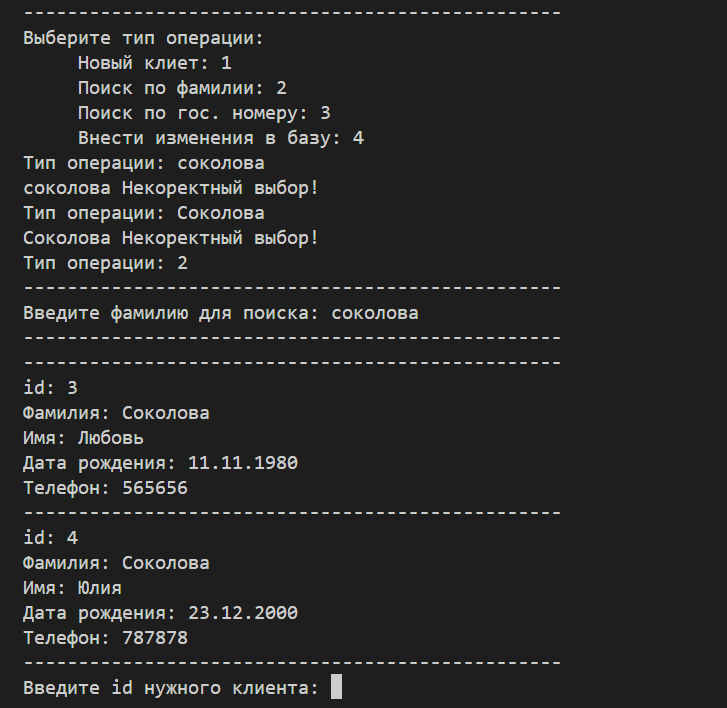 -------------------------------------------------
Выберите тип операции:
     Новый клиет: 1
     Поиск по фамилии: 2
     Поиск по гос. номеру: 3
     Внести изменения в базу: 4
Тип операции: соколова
соколова Некоректный выбор!
Тип операции: Соколова
Соколова Некоректный выбор!
Тип операции: 2
-------------------------------------------------
Введите фамилию для поиска: соколова
-------------------------------------------------
-------------------------------------------------
id: 3
Фамилия: Соколова
Имя: Любовь
Дата рождения: 11.11.1980
Телефон: 565656
-------------------------------------------------
id: 4
Фамилия: Соколова
Имя: Юлия
Дата рождения: 23.12.2000
Телефон: 787878
-------------------------------------------------
Введите id нужного клиента: